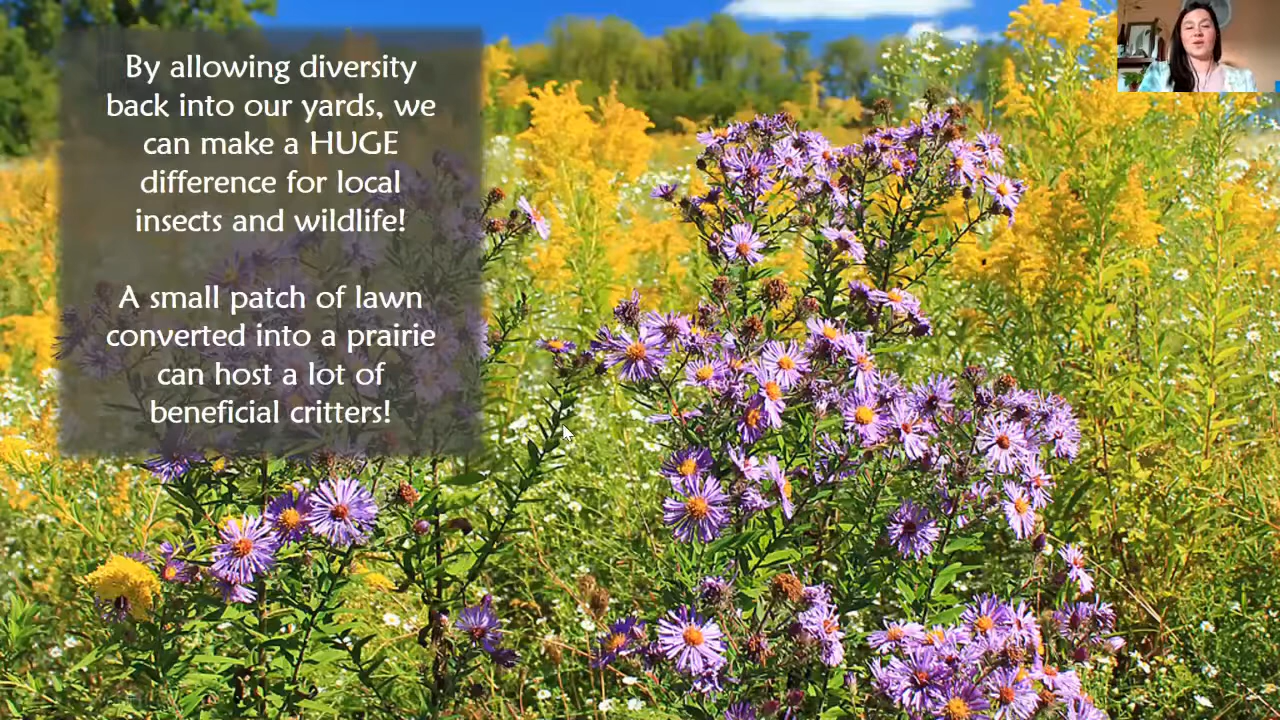 By allowing diversity
back into our yards, we
can make a HUGE
difference for local
insects and wildlife!
A small patch of lawn
converted into a prairie
can host a lot of
beneficial critters!